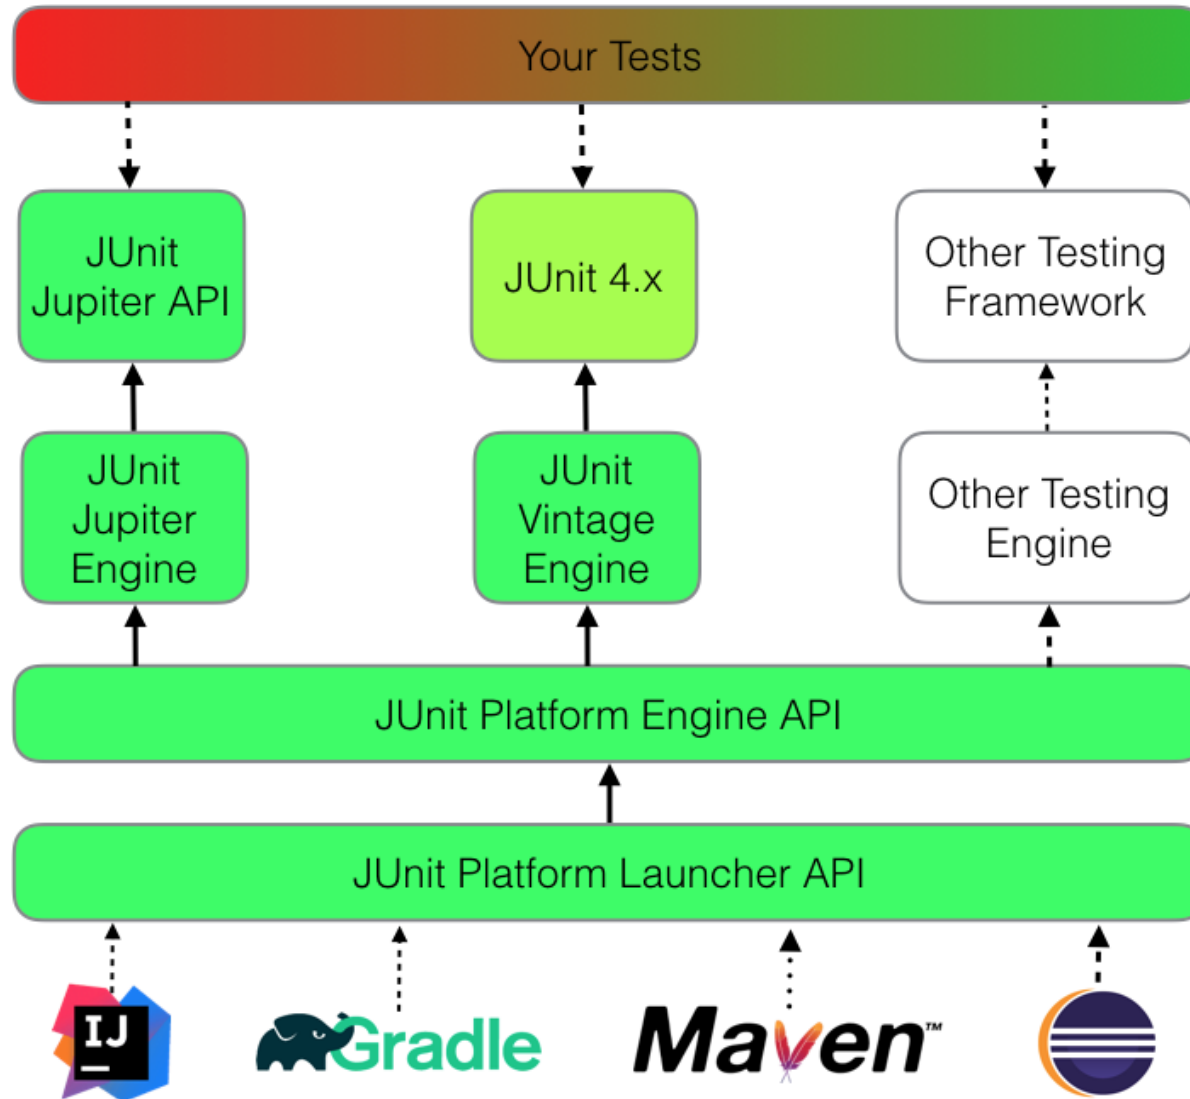 Your Tests
JUnit
Jupiter API
JUnit 4.x
Other Testing
Framework
JUnit
Jupiter
Engine
JUnit
Vintage
Engine
Other Testing
Engine
JUnit Platform Engine API
JUnit Platform Launcher API
IJ
Gradle
Maven™